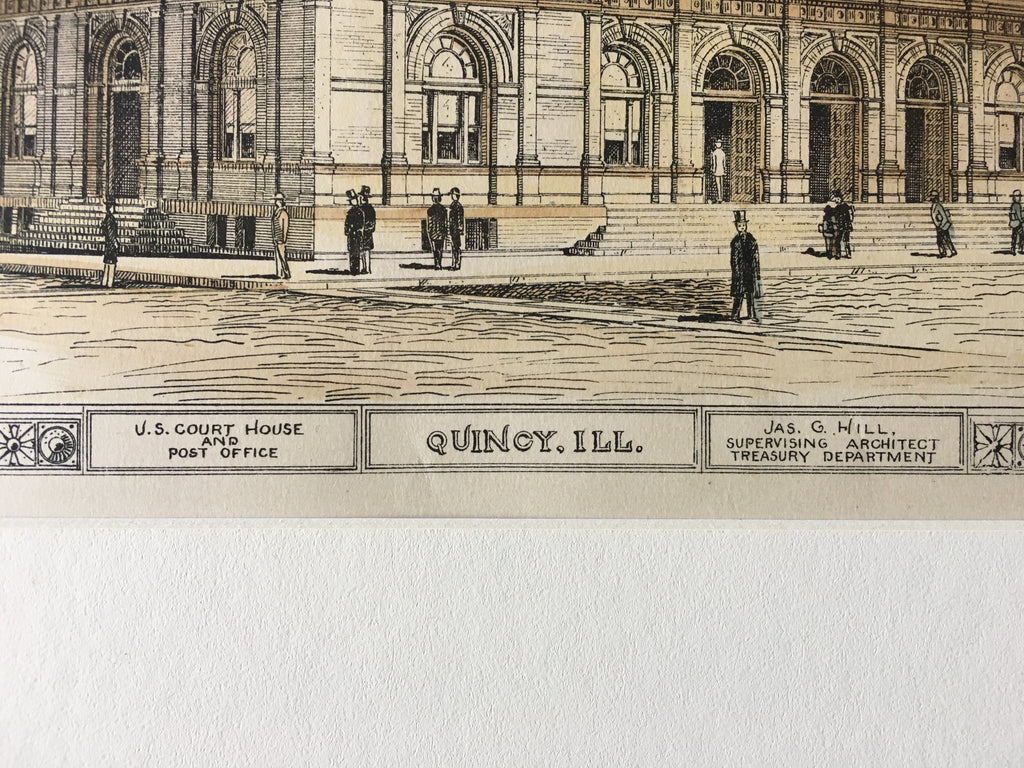 U.S. COURT HOUSE
AND
POST OFFICE
QUINCY, ILL.
JAS. G. HILL,
SUPERVISING ARCHITECT
TREASURY DEPARTMENT